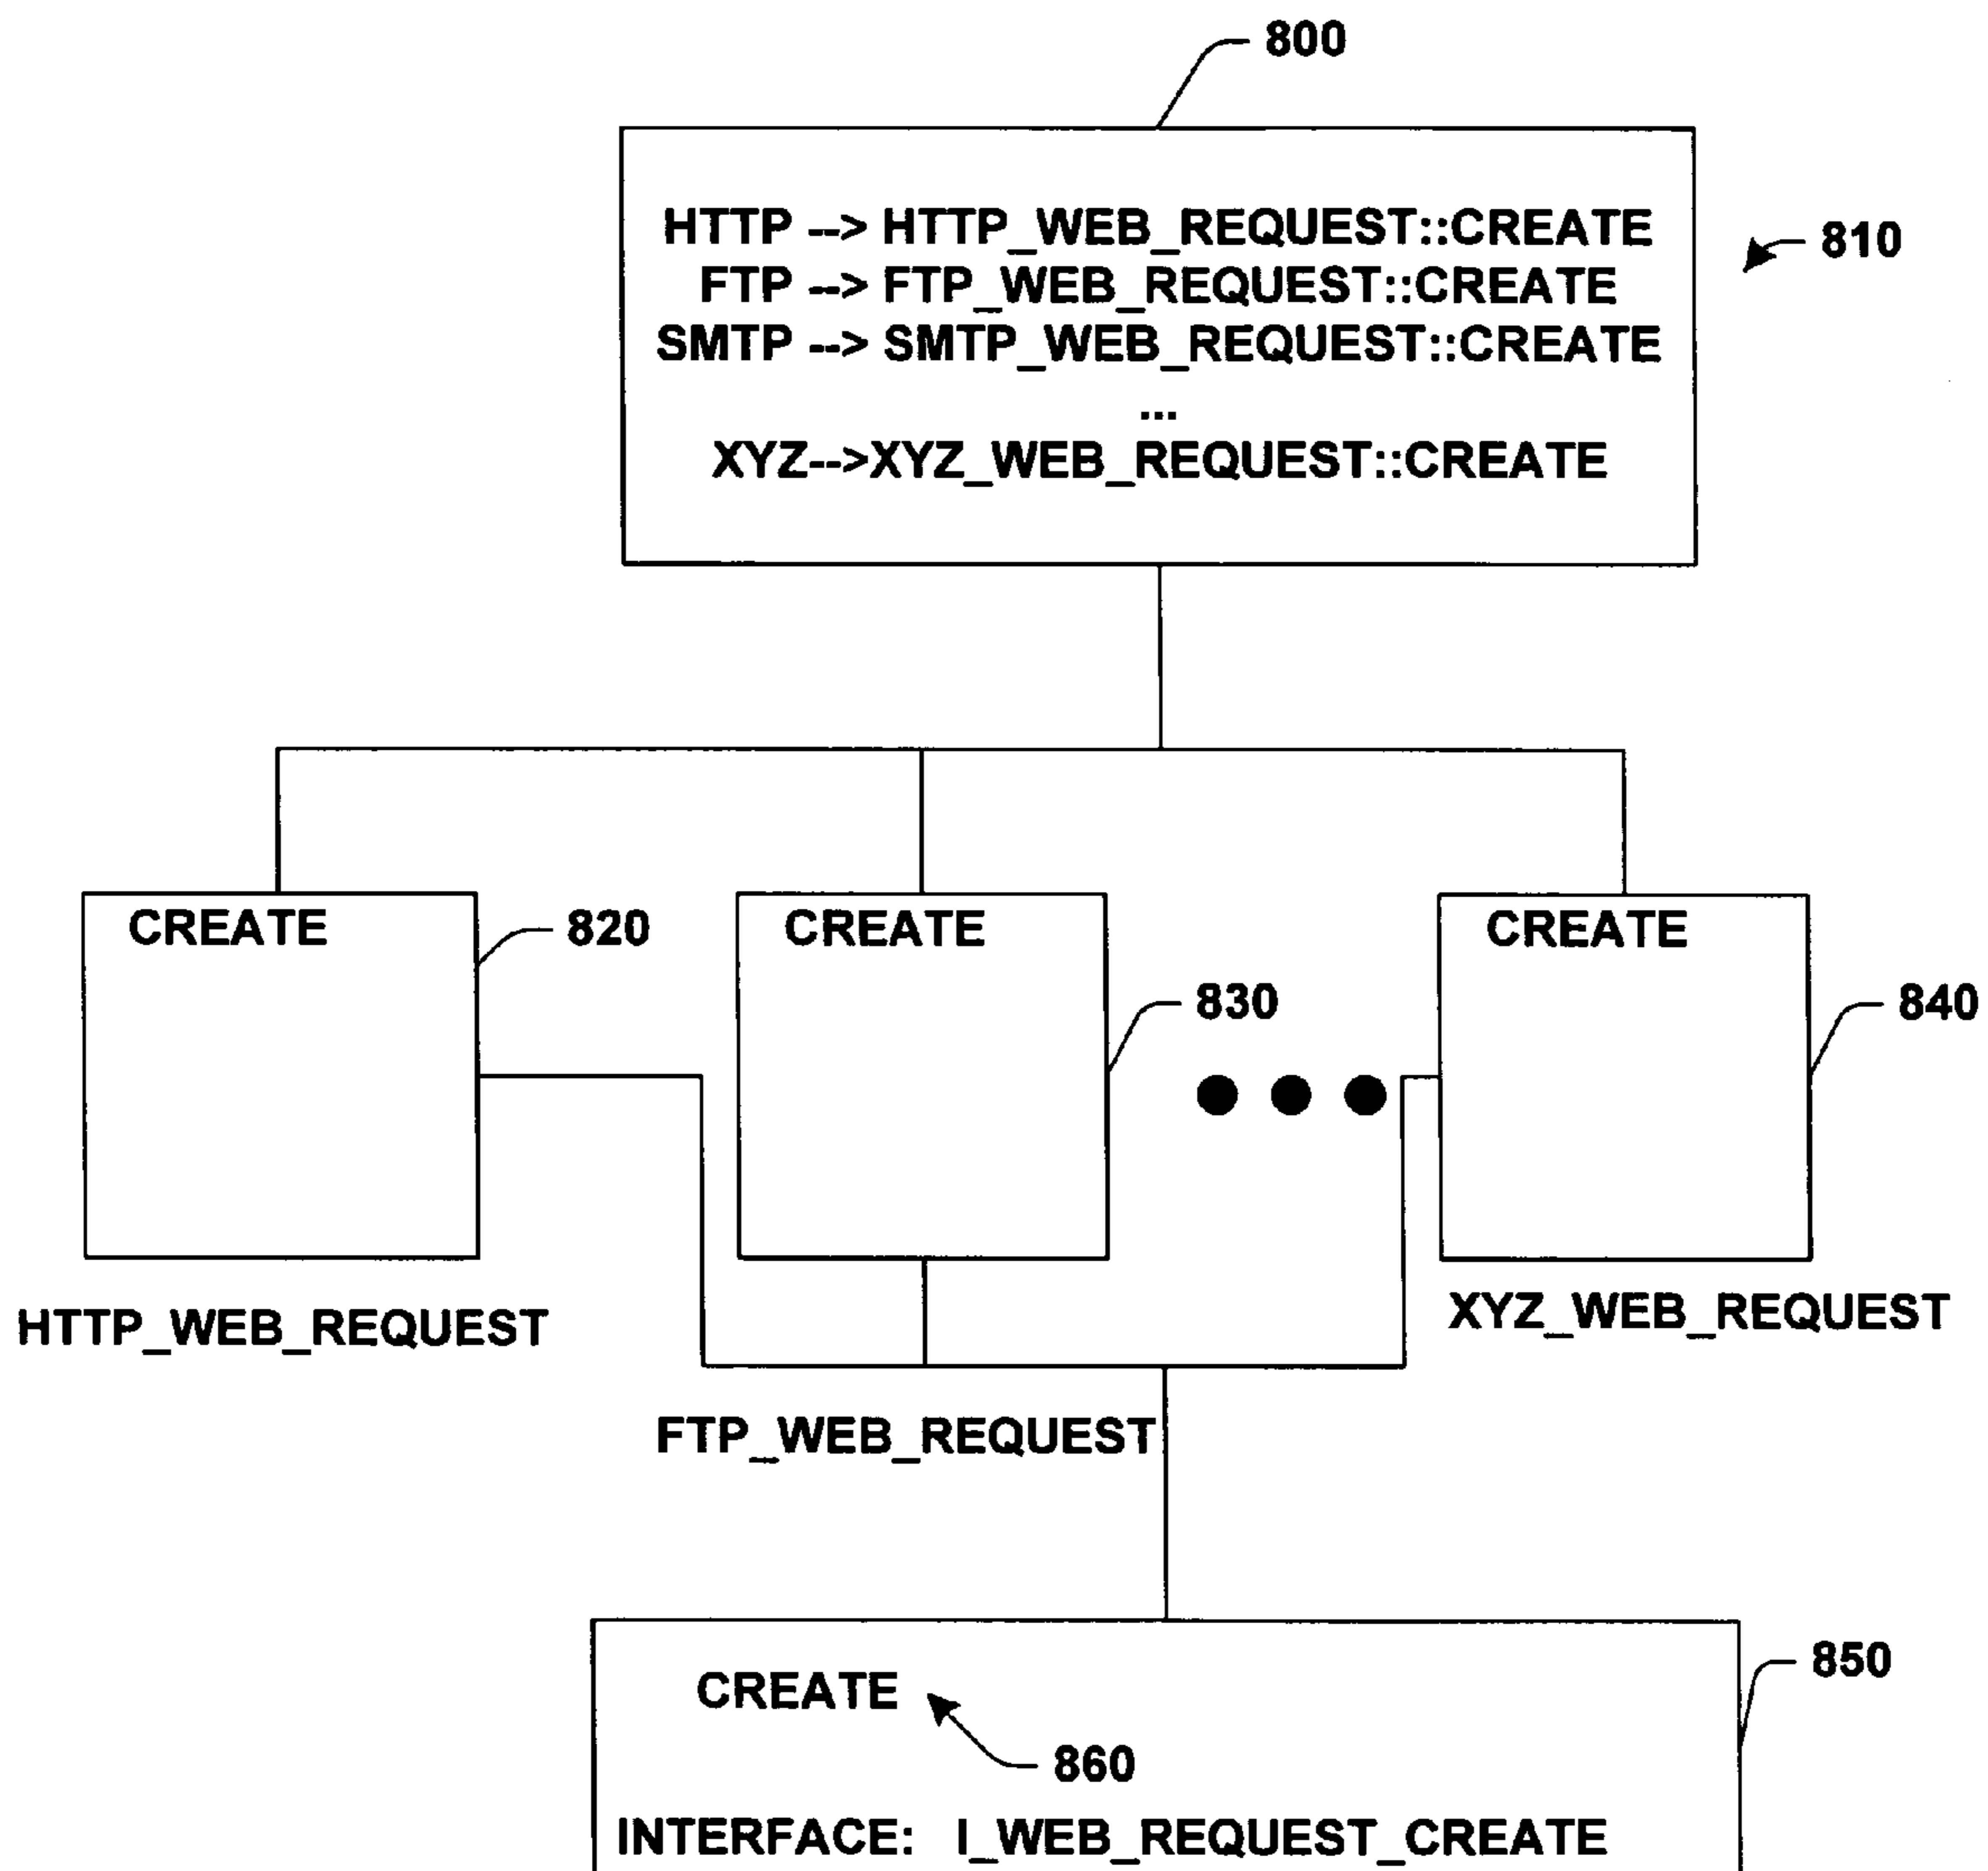 800
HTTP --> HTTP_WEB_REQUEST::CREATE
810
FTP --> FTP_WEB_REQUEST::CREATE
SMTP --> SMTP_WEB_REQUEST::CREATE
...
XYZ-->XYZ_WEB_REQUEST::CREATE
CREATE
820
CREATE
830
CREATE
840
HTTP_WEB_REQUEST
XYZ_WEB_REQUEST
FTP_WEB_REQUEST
850
CREATE
860
INTERFACE: I_WEB_REQUEST_CREATE